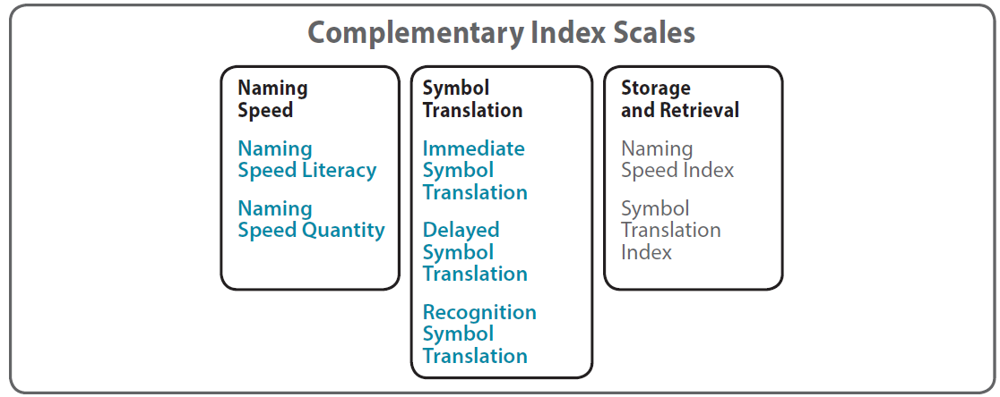 Complementary Index Scales
Naming
Speed
Naming
Speed Literacy
Naming
Speed Quantity
Symbol
Translation
Immediate
Symbol
Translation
Delayed
Symbol
Translation
Recognition
Symbol
Translation
Storage
and Retrieval
Naming
Speed Index
Symbol
Translation
Index